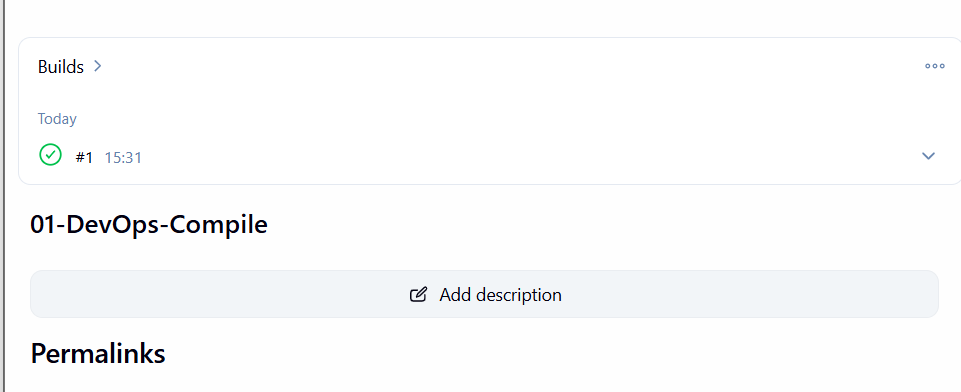 Builds
Today
#1 15:31
01-DevOps-Compile
Add description
Permalinks